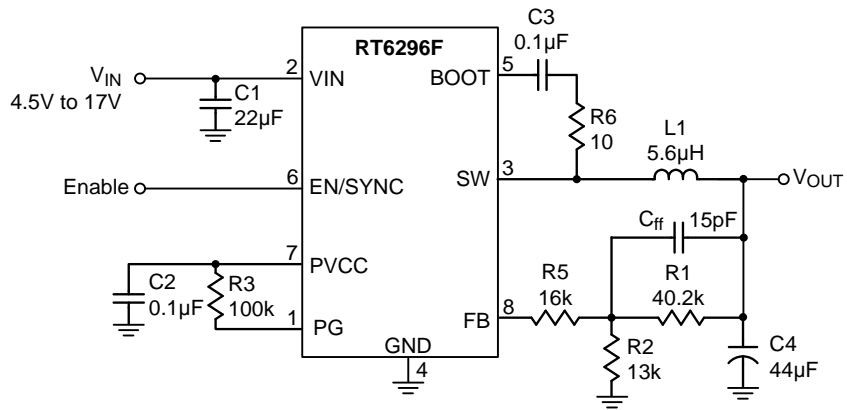 RT6296F
VIN
4.5V to 17V
2
VIN
C1
22µF
BOOT
5
C3
0.1µF
R6
10
Enable
6
EN/SYNC
SW
3
L1
5.6µH
VOUT
Cff
15pF
7
PVCC
C2
0.1µF
R3
100k
1
PG
FB
8
R5
16k
R1
40.2k
R2
13k
C4
44µF
GND
4